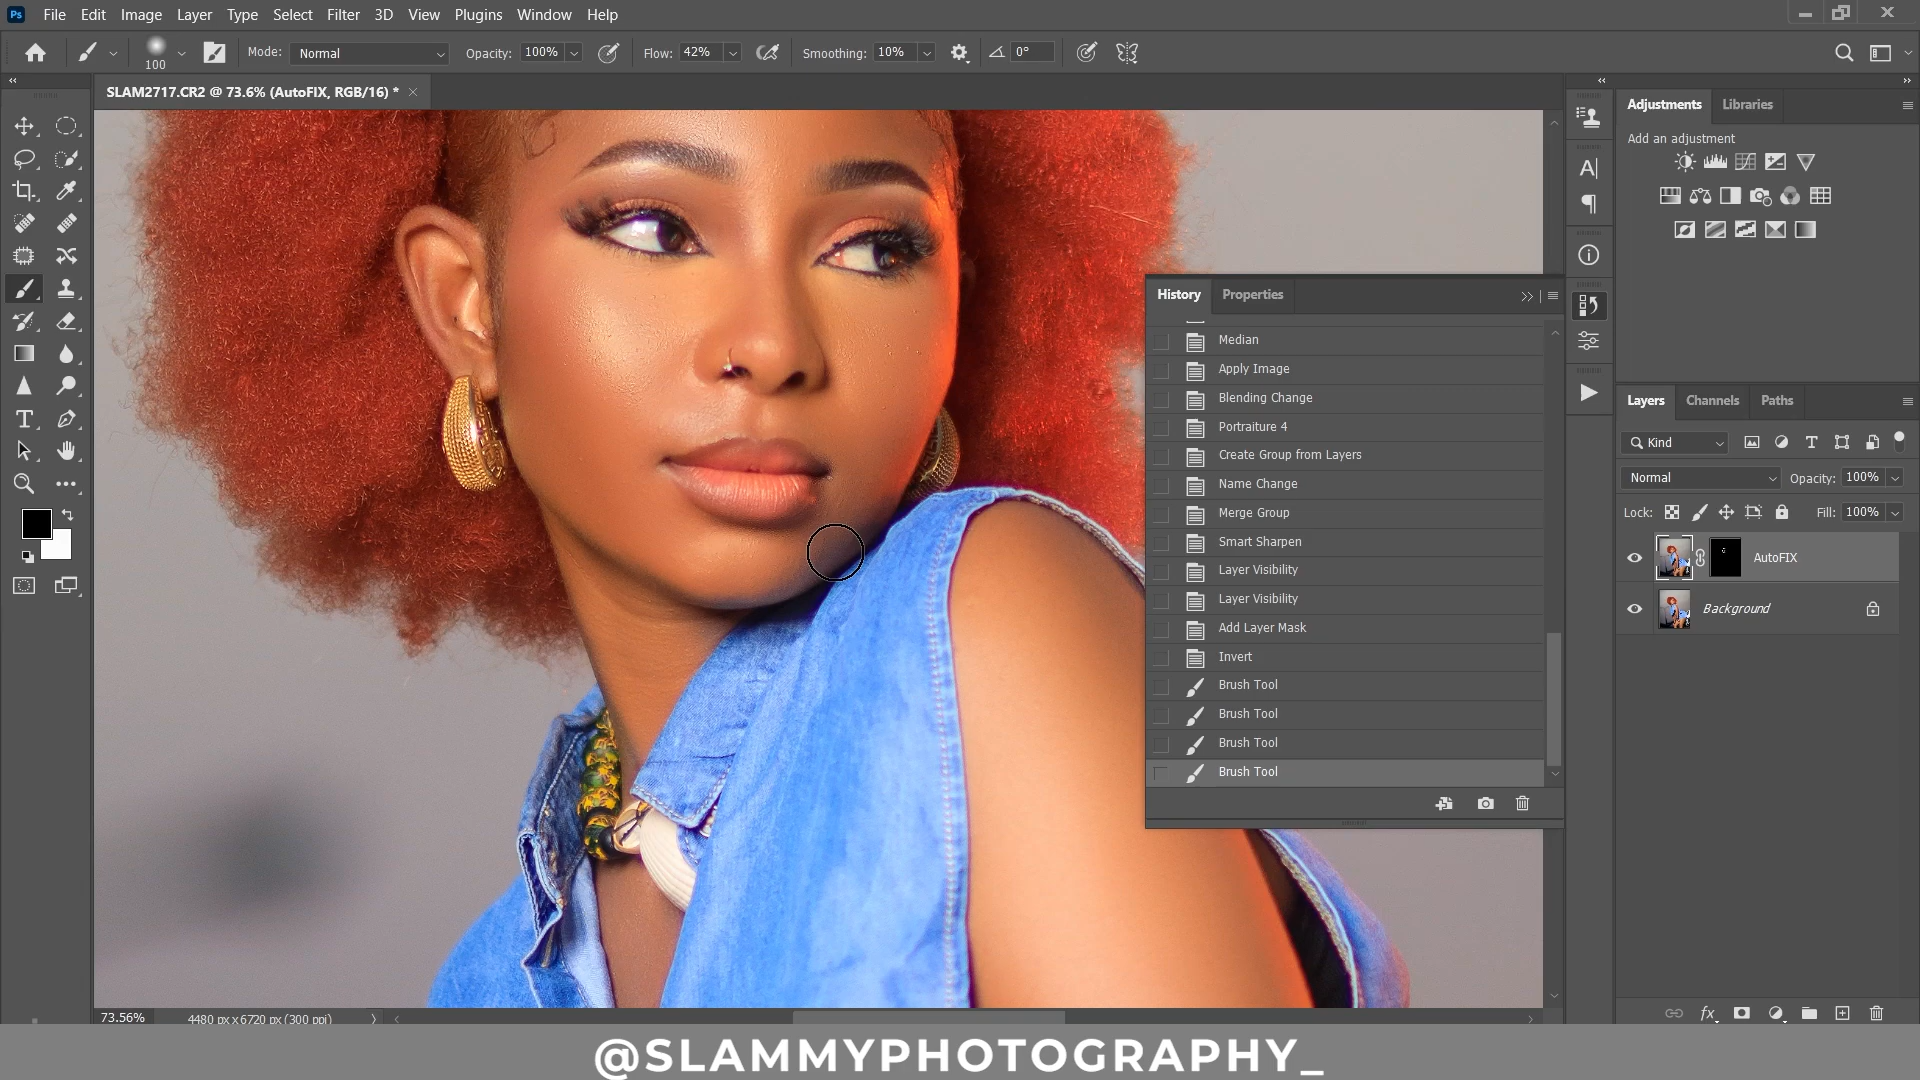 Ps File Edit Image Layer Type Select Filter 3D View Plugins Window Help
100 Mode: Normal Opacity: 100% Flow: 42% Smoothing: 10% 0°
SLAM2717.CR2 @ 73.6% (AutoFIX, RGB/16) *
Adjustments Libraries
Add an adjustment
History Properties
Median
Apply Image
Blending Change
Portraiture 4
Create Group from Layers
Name Change
Merge Group
Smart Sharpen
Layer Visibility
Layer Visibility
Add Layer Mask
Invert
Brush Tool
Brush Tool
Brush Tool
Brush Tool
Layers Channels Paths
Kind
Normal Opacity: 100%
Lock: Fill: 100%
AutoFIX
Background
73.56% 4480 px x 6720 px (300 ppi)
@SLAMMYPHOTOGRAPHY_